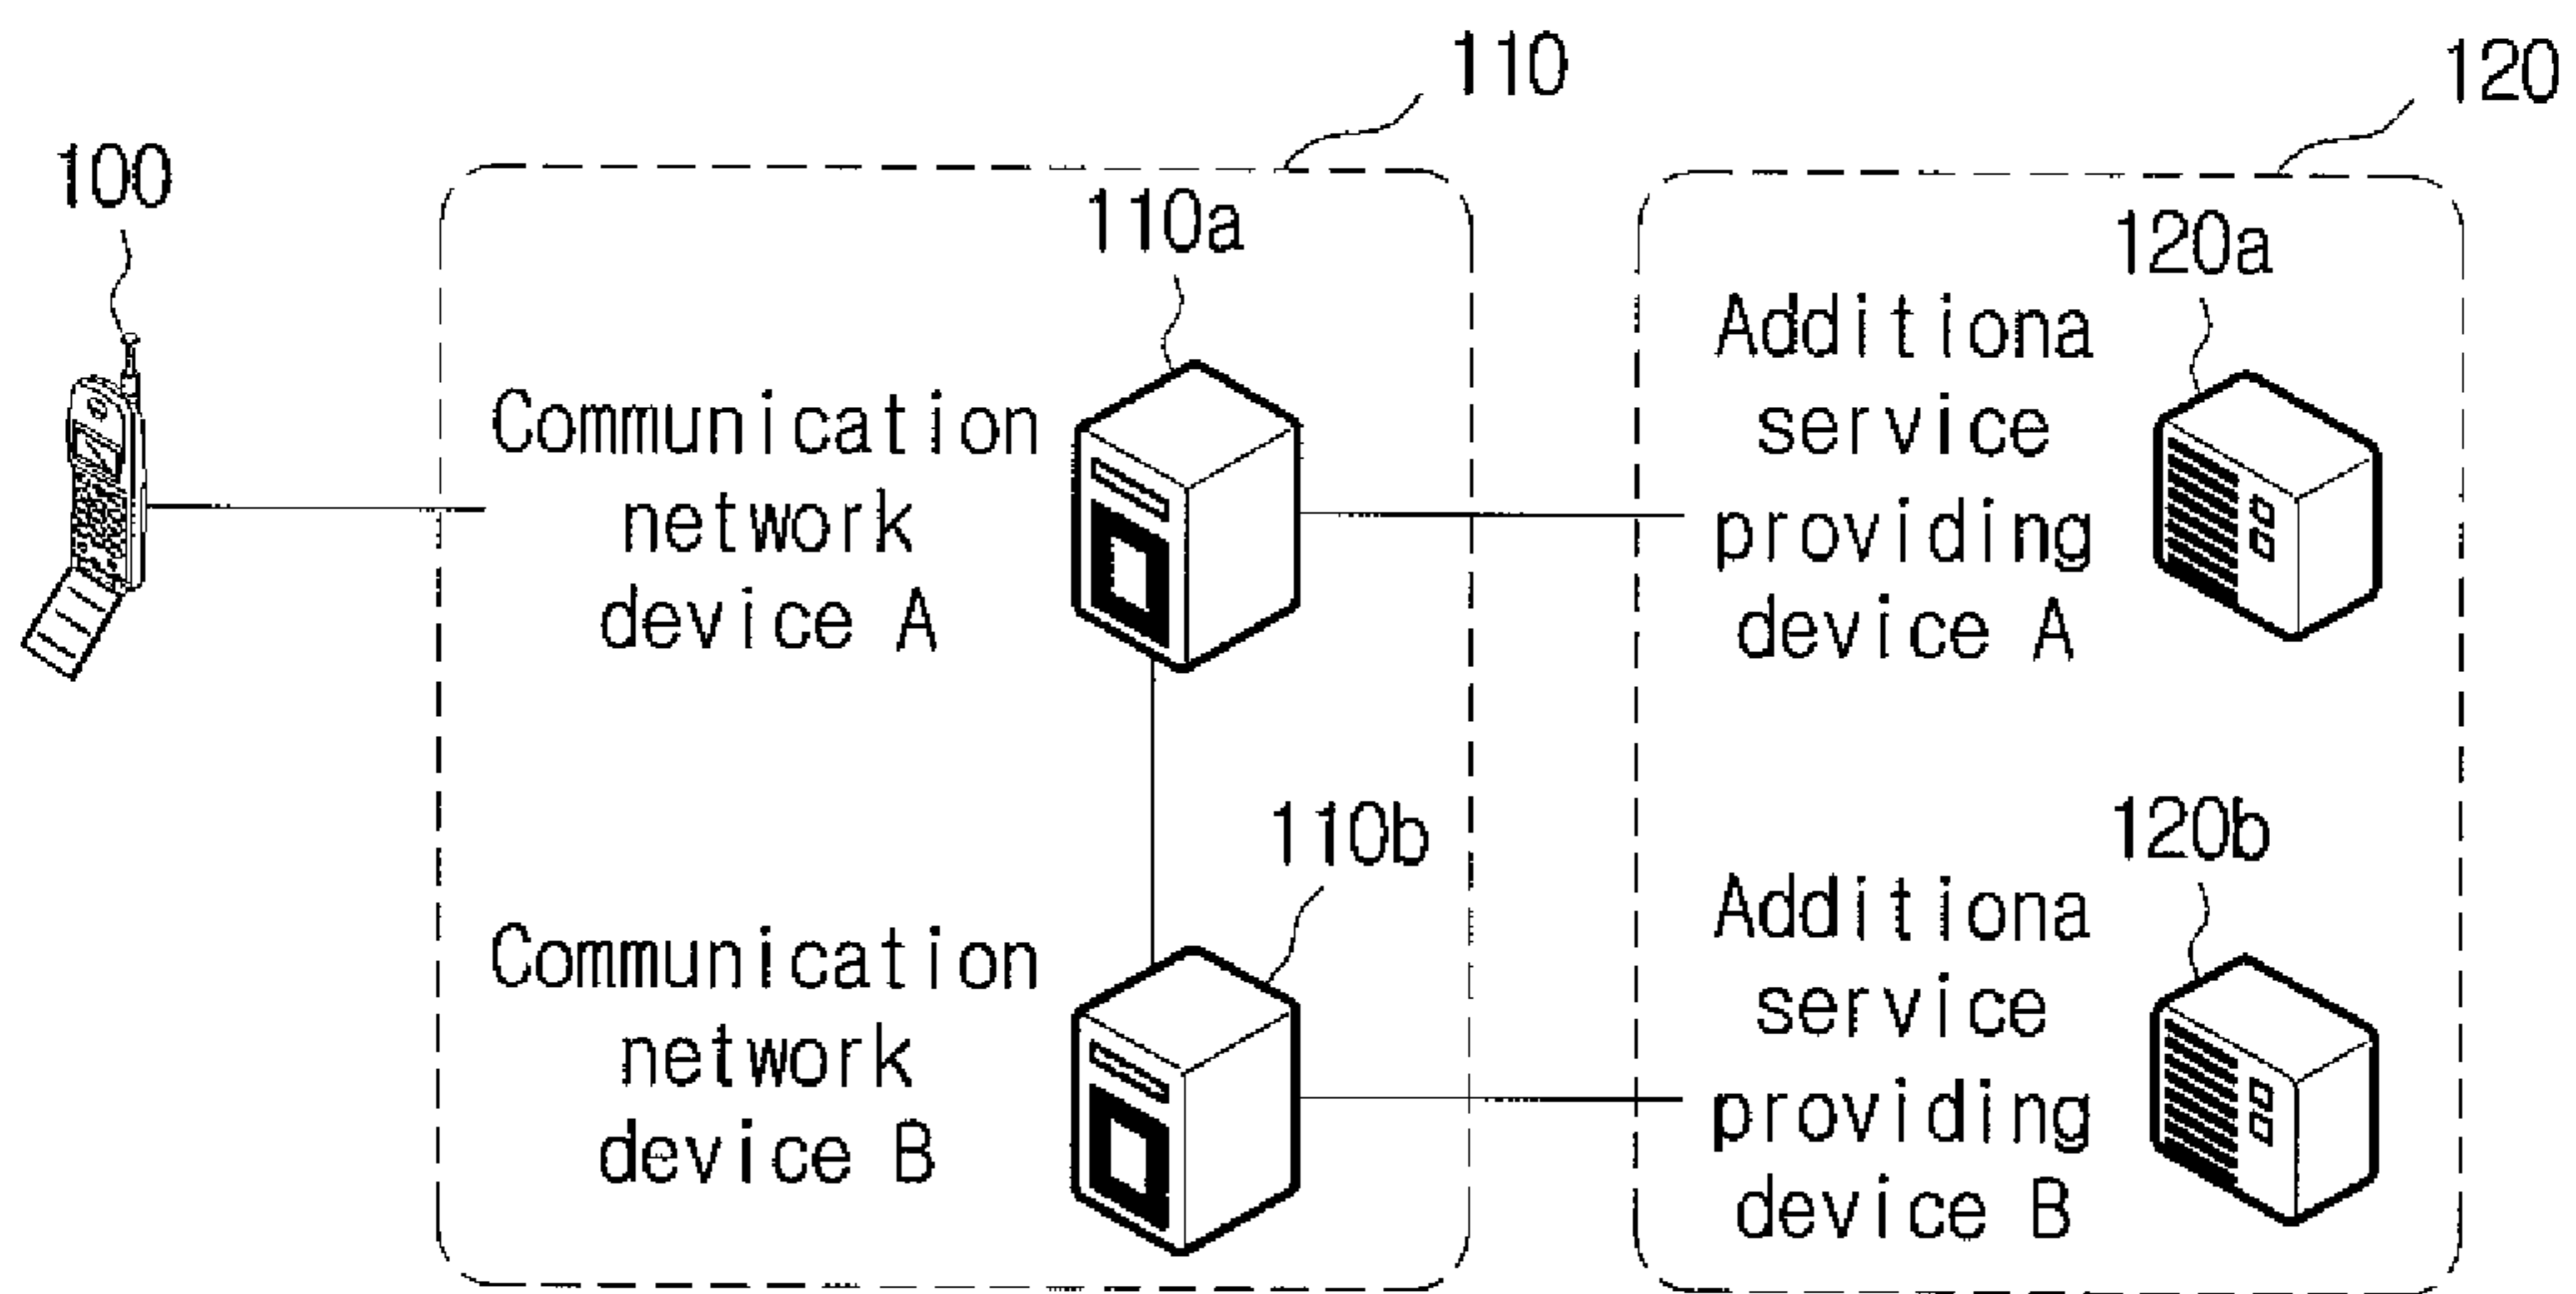 110
120
100
110a
120a
Communication
network
device A
Additiona
service
providing
device A
110b
120b
Communication
network
device B
Additiona
service
providing
device B